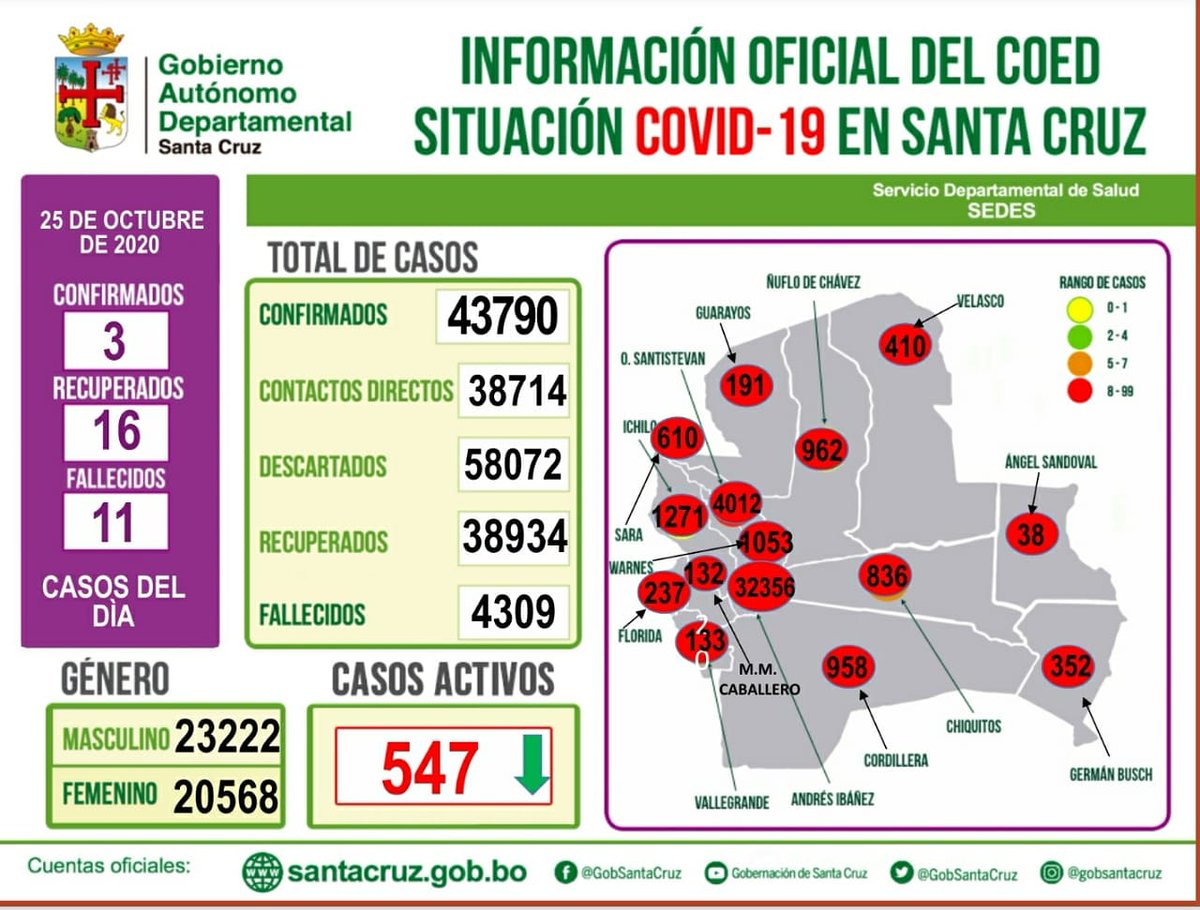 Gobierno
Autónomo
Departamental
Santa Cruz
INFORMACIÓN OFICIAL DEL COED
SITUACIÓN COVID-19 EN SANTA CRUZ
Servicio Departamental de Salud
SEDES
25 DE OCTUBRE
DE 2020
CONFIRMADOS
3
RECUPERADOS
16
FALLECIDOS
11
CASOS DEL
DÌA
TOTAL DE CASOS
CONFIRMADOS 43790
CONTACTOS DIRECTOS 38714
DESCARTADOS 58072
RECUPERADOS 38934
FALLECIDOS 4309
GÉNERO
MASCULINO 23222
FEMENINO 20568
CASOS ACTIVOS
547
ÑUFLO DE CHÁVEZ
GUARAYOS
VELASCO
RANGO DE CASOS
0 - 1
2 - 4
5 - 7
8 - 99
O. SANTISTEVAN
410
191
ICHILO
610
962
ÁNGEL SANDOVAL
4012
1271
SARA
38
1053
WARNES
132
32356
836
237
FLORIDA
133
20
M.M.
CABALLERO
958
352
CHIQUITOS
CORDILLERA
GERMÁN BUSCH
VALLEGRANDE
ANDRÉS IBÁÑEZ
Cuentas oficiales:
www
santacruz.gob.bo
@GobSantaCruz
Gobernación de Santa Cruz
@GobSantaCruz
@gobsantacruz